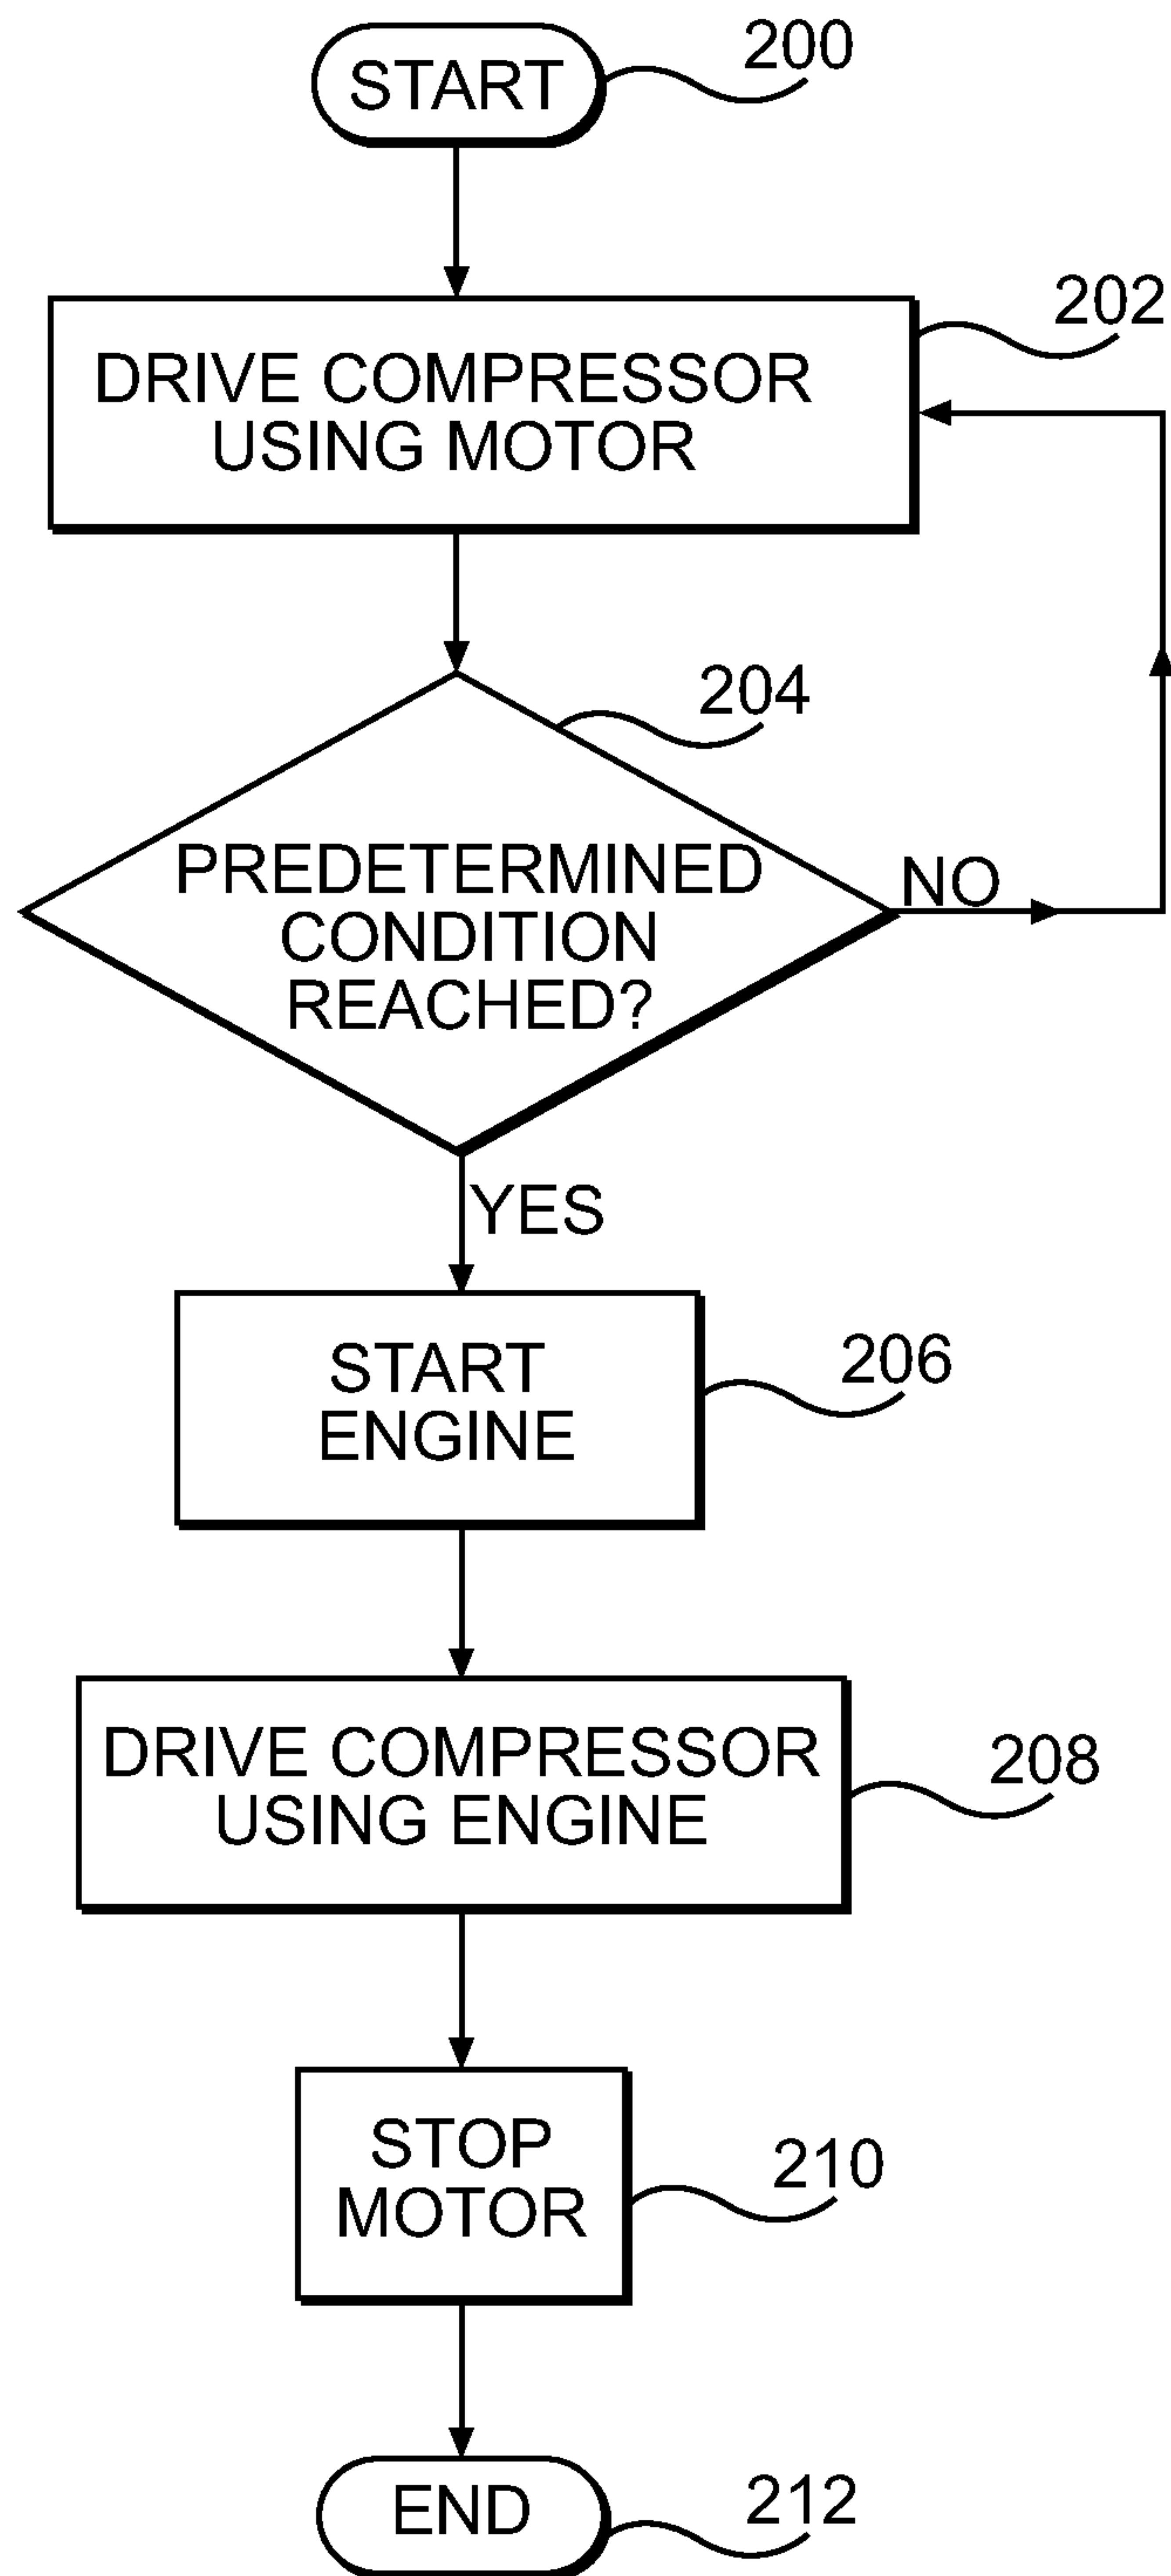 START
200
202
DRIVE COMPRESSOR
USING MOTOR
204
PREDETERMINED
CONDITION
REACHED?
NO
YES
START
ENGINE
206
DRIVE COMPRESSOR
USING ENGINE
208
STOP
MOTOR
210
END
212